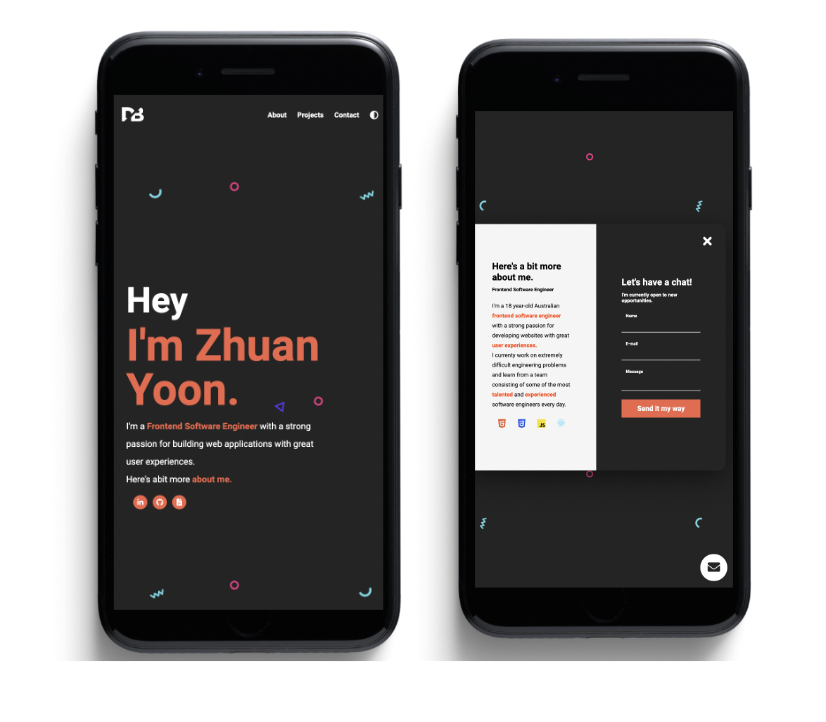 About Projects Contact
Hey
I'm Zhuan
Yoon.
I'm a Frontend Software Engineer with a strong
passion for building web applications with great
user experiences.
Here's abit more about me.
in
Here's a bit more
about me.
Frontend Software Engineer
I'm a 18 year-old Australian
frontend software engineer
with a strong passion for
developing websites with great
user experiences.
I currenty work on extremely
difficult engineering problems
and learn from a team
consisting of some of the most
talented and experienced
software engineers every day.
JS
Let's have a chat!
I'm currently open to new
opportunities.
Name
E-mail
Message
Send it my way